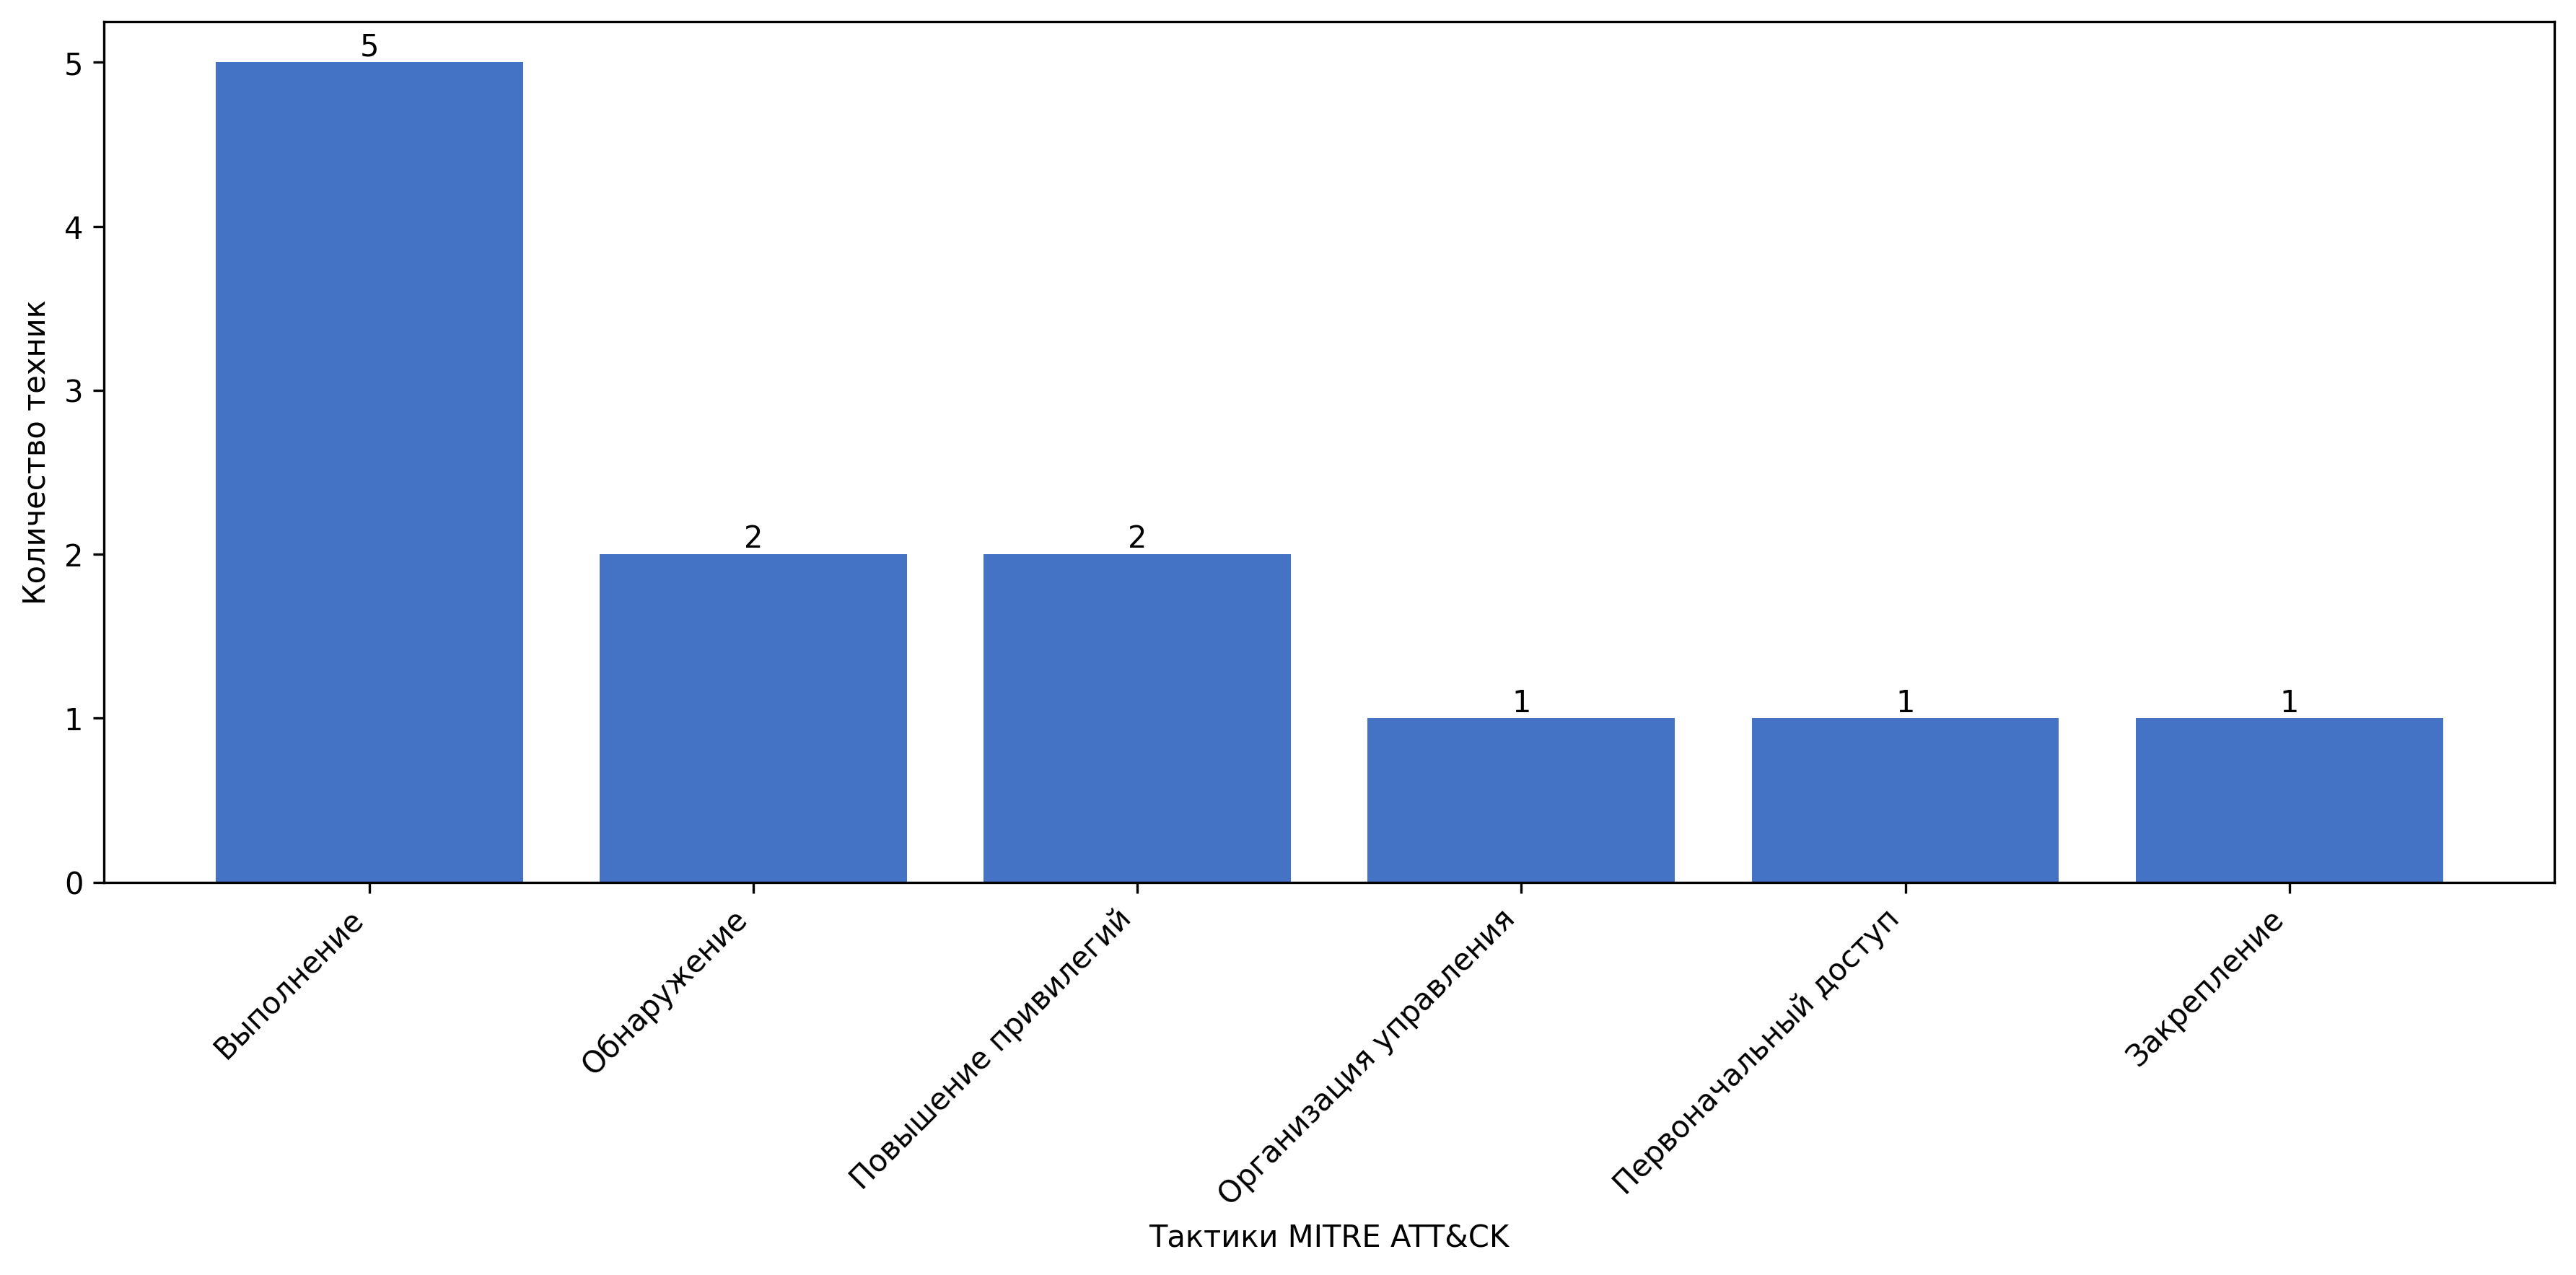 5
4
3
2
1
0
Количество техник
5
2
2
1
1
1
Выполнение
Обнаружение
Повышение привилегий
Организация управления
Первоначальный доступ
Закрепление
Тактики MITRE ATT&CK